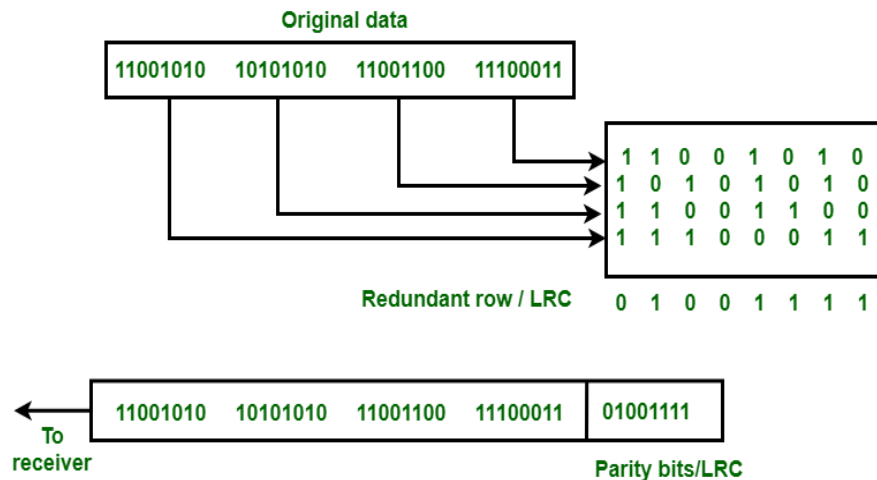 Original data
11001010 10101010 11001100 11100011
1 1 0 0 1 0 1 0
1 0 1 0 1 0 1 0
1 1 0 0 1 1 0 0
1 1 1 0 0 0 1 1
Redundant row / LRC 0 1 0 0 1 1 1 1
11001010 10101010 11001100 11100011 01001111
To
receiver
Parity bits/LRC